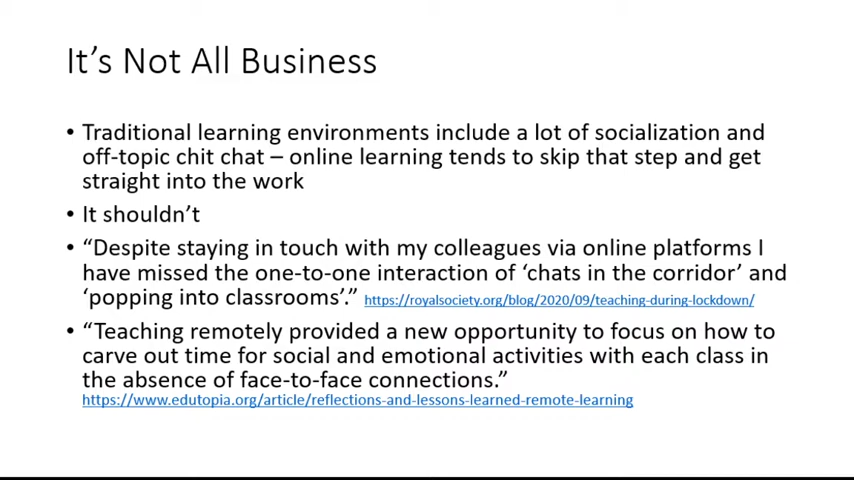 It’s Not All Business
• Traditional learning environments include a lot of socialization and
off-topic chit chat – online learning tends to skip that step and get
straight into the work
• It shouldn’t
• “Despite staying in touch with my colleagues via online platforms I
have missed the one-to-one interaction of ‘chats in the corridor’ and
‘popping into classrooms’.” https://royalsociety.org/blog/2020/09/teaching-during-lockdown/
• “Teaching remotely provided a new opportunity to focus on how to
carve out time for social and emotional activities with each class in
the absence of face-to-face connections.”
https://www.edutopia.org/article/reflections-and-lessons-learned-remote-learning